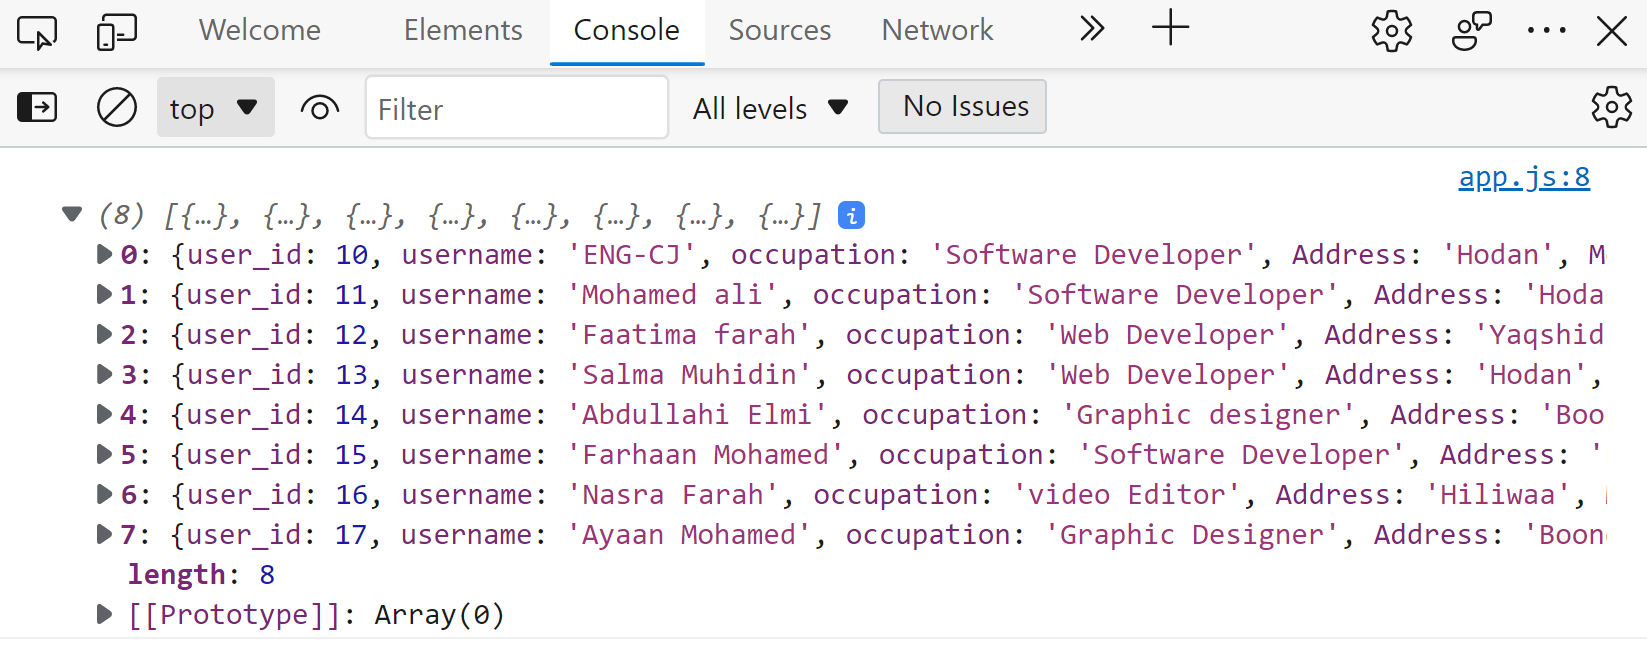 Welcome Elements Console Sources Network
top Filter All levels No Issues
app.js:8
(8) [{…}, {…}, {…}, {…}, {…}, {…}, {…}, {…}] i
0: {user_id: 10, username: 'ENG-CJ', occupation: 'Software Developer', Address: 'Hodan', M
1: {user_id: 11, username: 'Mohamed ali', occupation: 'Software Developer', Address: 'Hoda
2: {user_id: 12, username: 'Faatima farah', occupation: 'Web Developer', Address: 'Yaqshid
3: {user_id: 13, username: 'Salma Muhidin', occupation: 'Web Developer', Address: 'Hodan',
4: {user_id: 14, username: 'Abdullahi Elmi', occupation: 'Graphic designer', Address: 'Boo
5: {user_id: 15, username: 'Farhaan Mohamed', occupation: 'Software Developer', Address: '
6: {user_id: 16, username: 'Nasra Farah', occupation: 'video Editor', Address: 'Hiliwaa',
7: {user_id: 17, username: 'Ayaan Mohamed', occupation: 'Graphic Designer', Address: 'Boon
length: 8
[[Prototype]]: Array(0)